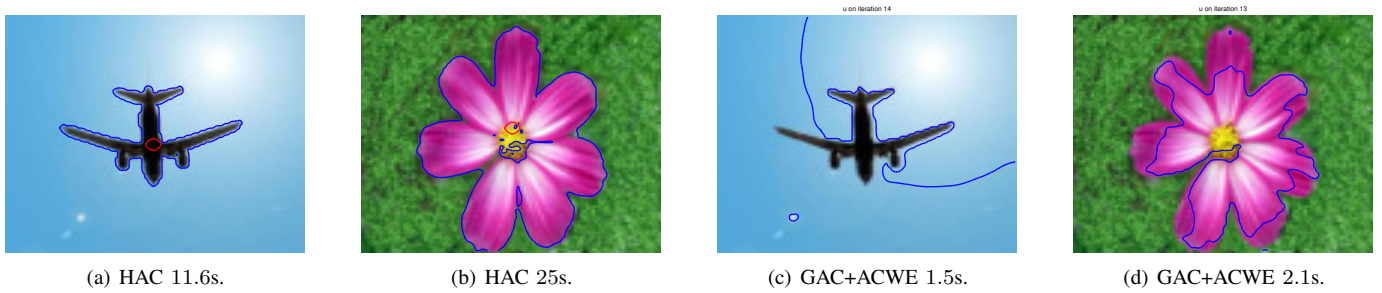 u on iteration 14
u on iteration 13
(a) HAC 11.6s.
(b) HAC 25s.
(c) GAC+ACWE 1.5s.
(d) GAC+ACWE 2.1s.